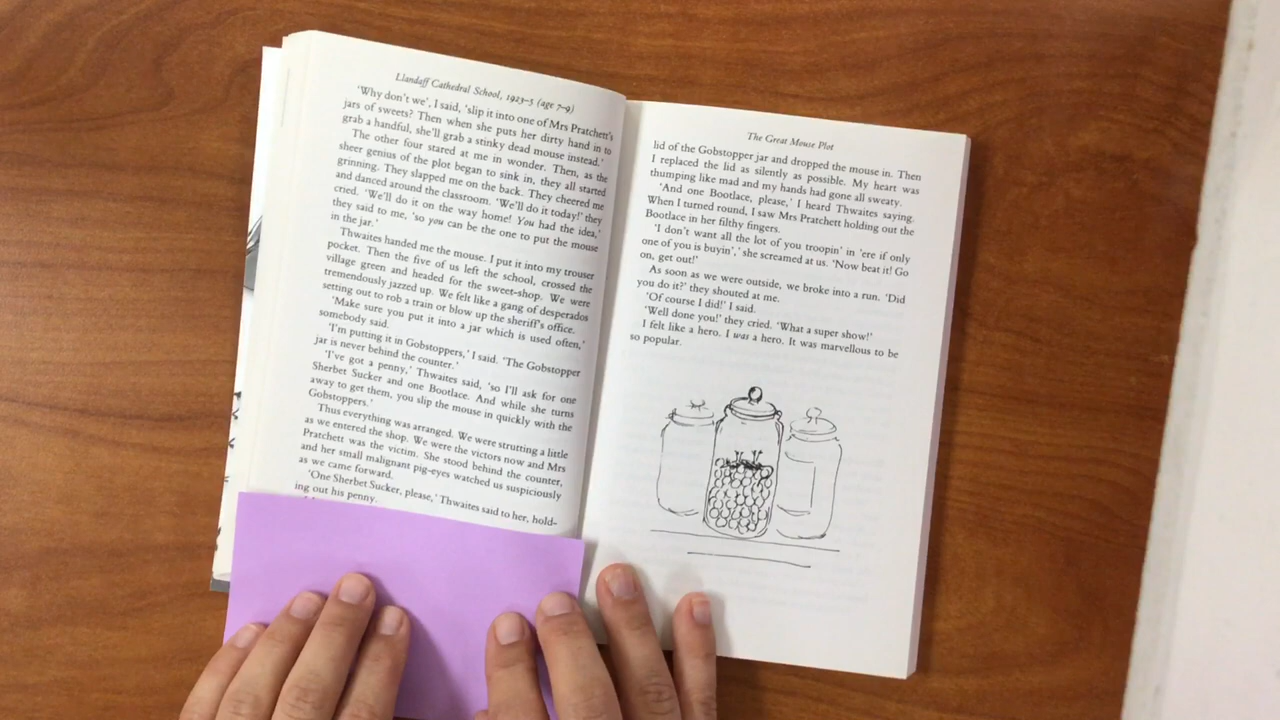 Llandaff Cathedral School, 1923–5 (age 7–9)
'Why don't we', I said, 'slip it into one of Mrs Pratchett's
jars of sweets? Then when she puts her dirty hand in to
grab a handful, she'll grab a stinky dead mouse instead.'
The other four stared at me in wonder. Then, as the
sheer genius of the plot began to sink in, they all started
grinning. They slapped me on the back. They cheered me
and danced around the classroom. 'We'll do it today!' they
cried. 'We'll do it on the way home! You had the idea,'
they said to me, 'so you can be the one to put the mouse
in the jar.'
Thwaites handed me the mouse. I put it into my trouser
pocket. Then the five of us left the school, crossed the
village green and headed for the sweet-shop. We were
tremendously jazzed up. We felt like a gang of desperados
setting out to rob a train or blow up the sheriff's office.
'Make sure you put it into a jar which is used often,'
somebody said.
'I'm putting it in Gobstoppers,' I said. 'The Gobstopper
jar is never behind the counter.'
'I've got a penny,' Thwaites said, 'so I'll ask for one
Sherbet Sucker and one Bootlace. And while she turns
away to get them, you slip the mouse in quickly with the
Gobstoppers.'
Thus everything was arranged. We were strutting a little
as we entered the shop. We were the victors now and Mrs
Pratchett was the victim. She stood behind the counter,
and her small malignant pig-eyes watched us suspiciously
as we came forward.
'One Sherbet Sucker, please,' Thwaites said to her, hold-
ing out his penny.
The Great Mouse Plot
lid of the Gobstopper jar and dropped the mouse in. Then
I replaced the lid as silently as possible. My heart was
thumping like mad and my hands had gone all sweaty.
'And one Bootlace, please,' I heard Thwaites saying.
When I turned round, I saw Mrs Pratchett holding out the
Bootlace in her filthy fingers.
'I don't want all the lot of you troopin' in 'ere if only
one of you is buyin',' she screamed at us. 'Now beat it! Go
on, get out!'
As soon as we were outside, we broke into a run. 'Did
you do it?' they shouted at me.
'Of course I did!' I said.
'Well done you!' they cried. 'What a super show!'
I felt like a hero. I was a hero. It was marvellous to be
so popular.